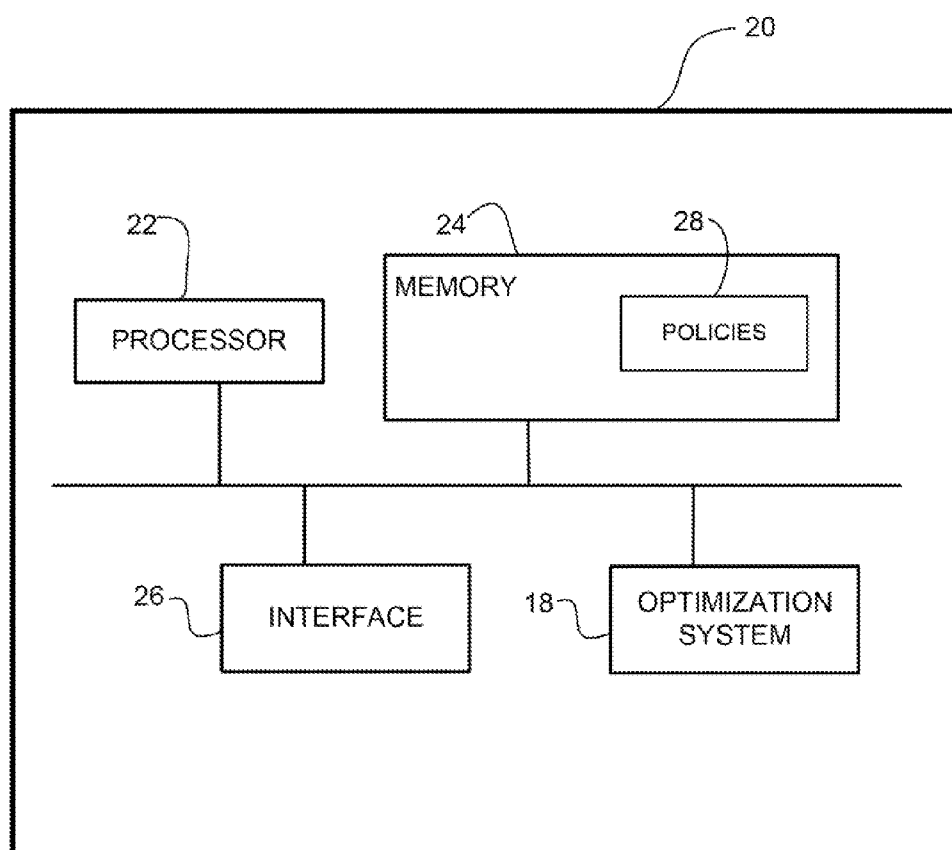 20
22
24
28
MEMORY
POLICIES
PROCESSOR
26
INTERFACE
18
OPTIMIZATION
SYSTEM